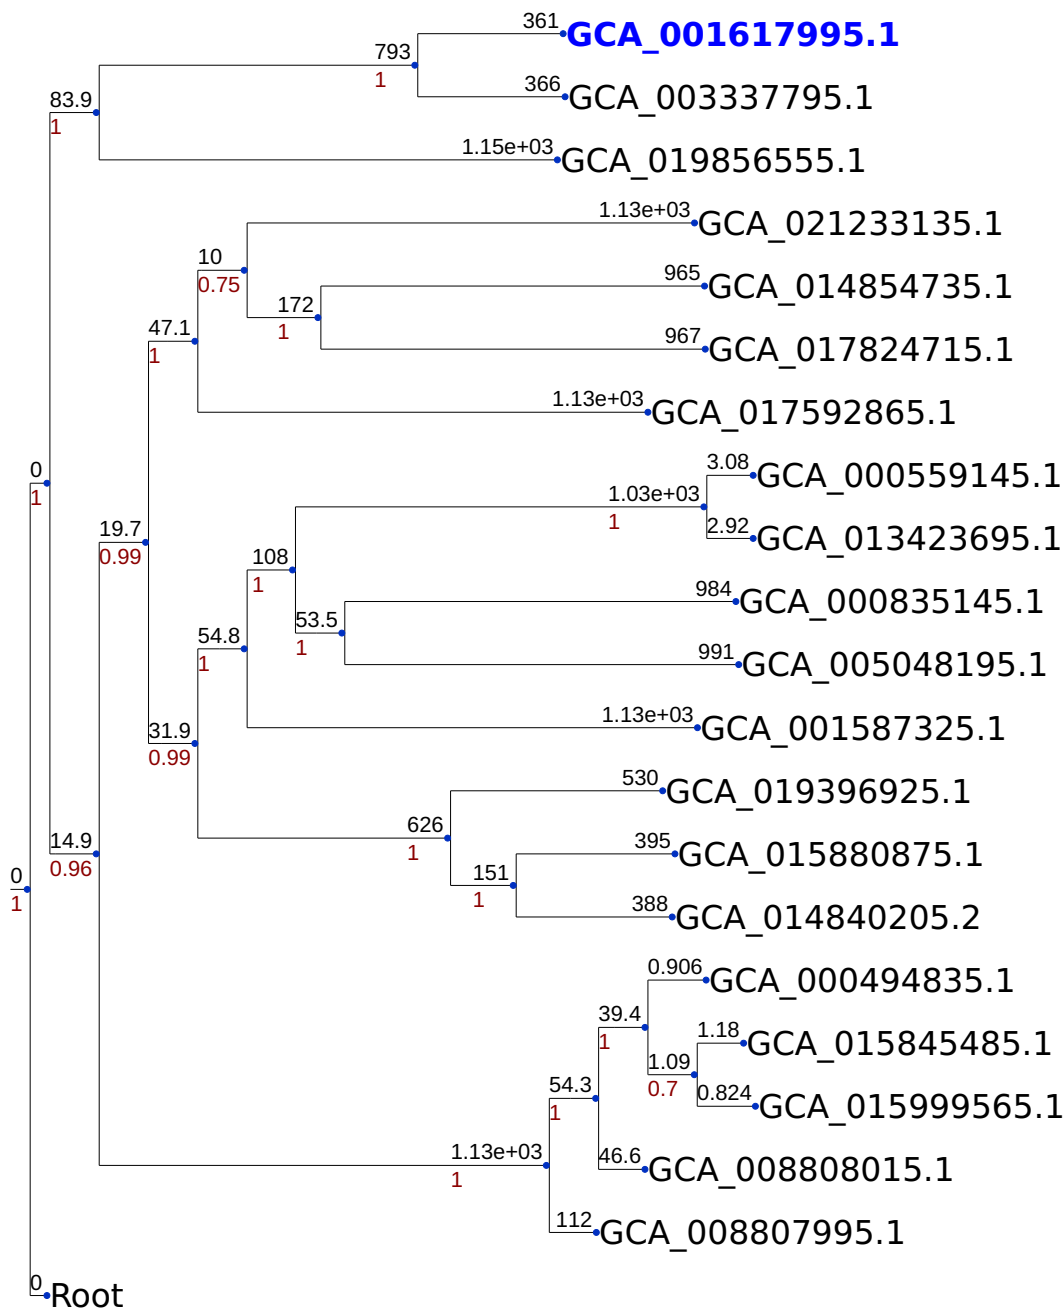 361
GCA_001617995.1
793
1
366
GCA_003337795.1
83.9
1
1.15e+03
GCA_019856555.1
1.13e+03
GCA_021233135.1
10
0.75
965
GCA_014854735.1
172
1
47.1
1
967
GCA_017824715.1
1.13e+03
GCA_017592865.1
0
1
3.08
GCA_000559145.1
1.03e+03
1
2.92
GCA_013423695.1
19.7
0.99
108
1
984
GCA_000835145.1
53.5
1
54.8
1
991
GCA_005048195.1
31.9
0.99
1.13e+03
GCA_001587325.1
530
GCA_019396925.1
626
1
14.9
0.96
395
GCA_015880875.1
0
1
151
1
388
GCA_014840205.2
0.906
GCA_000494835.1
39.4
1
1.18
GCA_015845485.1
1.09
0.7
54.3
1
0.824
GCA_015999565.1
1.13e+03
1
46.6
GCA_008808015.1
112
GCA_008807995.1
0
Root